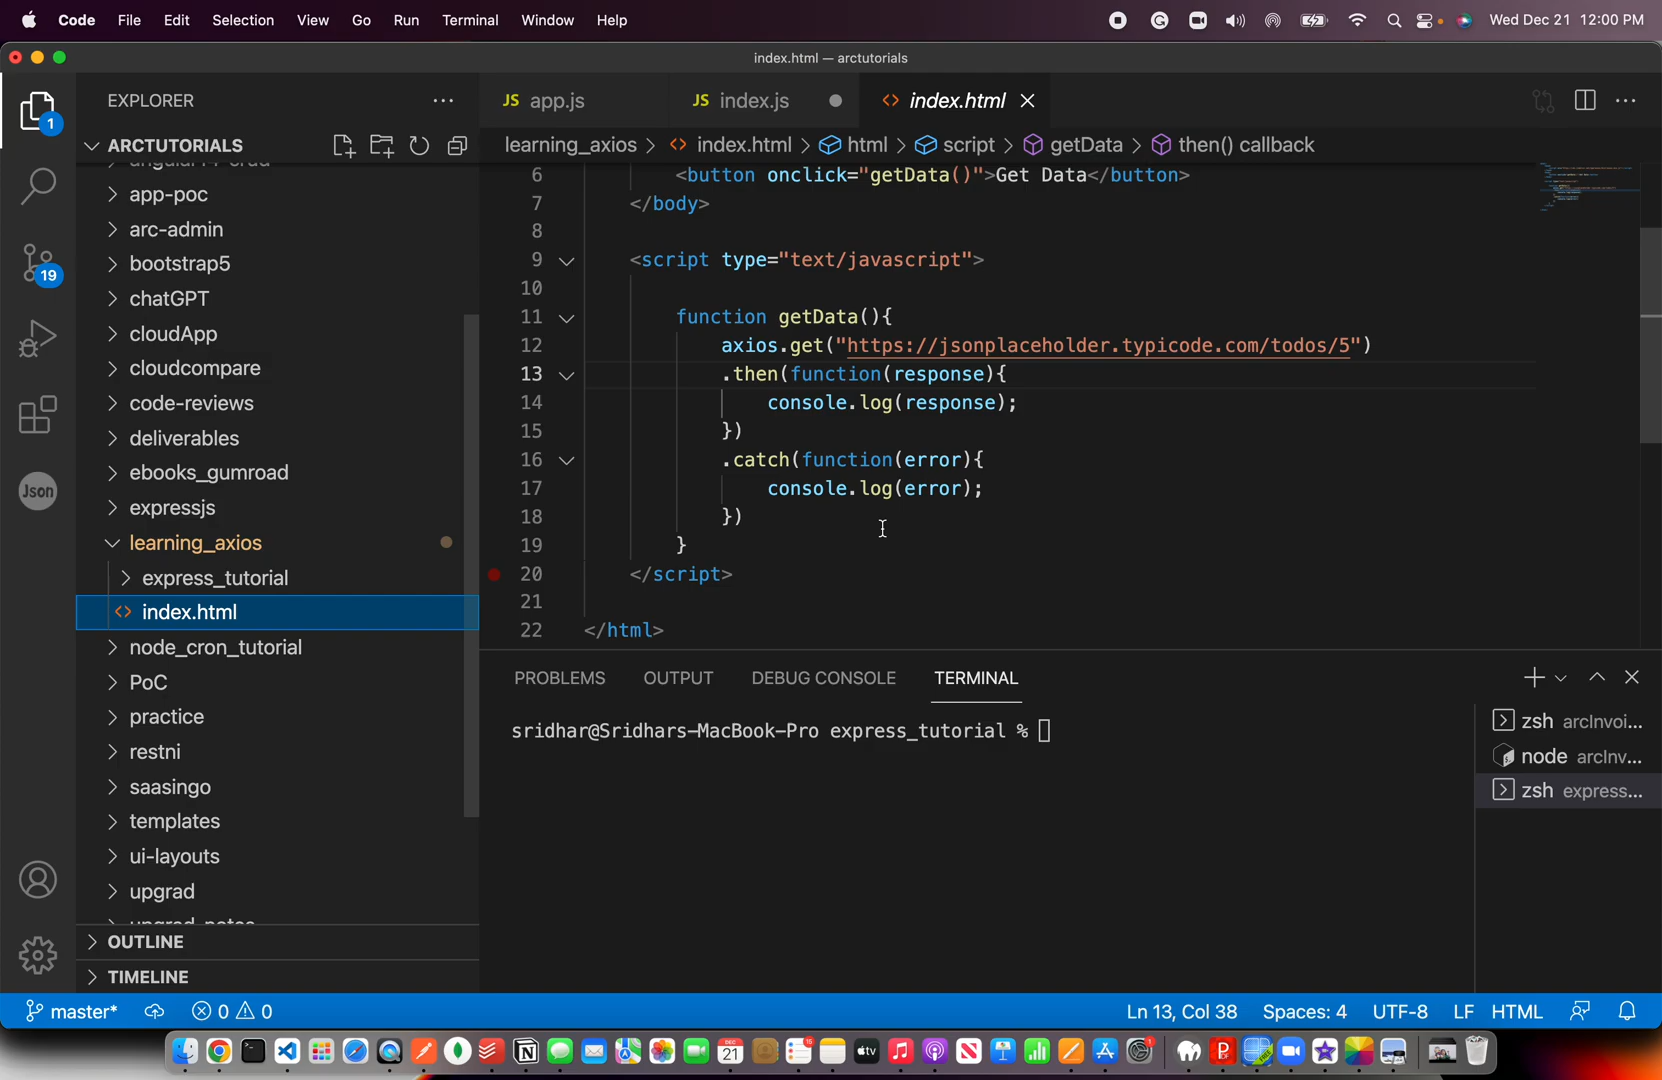 Code File Edit Selection View Go Run Terminal Window Help Wed Dec 21 12:00 PM
index.html — arctutorials
EXPLORER
JS app.js
JS index.js
<> index.html
ARCTUTORIALS
learning_axios > <> index.html > html > script > getData > then() callback
app-poc
arc-admin
bootstrap5
chatGPT
cloudApp
cloudcompare
code-reviews
deliverables
ebooks_gumroad
expressjs
learning_axios
express_tutorial
<> index.html
node_cron_tutorial
PoC
practice
restni
saasingo
templates
ui-layouts
upgrad
OUTLINE
TIMELINE
1
19
Json
6 <button onclick="getData()">Get Data</button>
7 </body>
8
9 <script type="text/javascript">
10
11 function getData(){
12 axios.get("https://jsonplaceholder.typicode.com/todos/5")
13 .then(function(response){
14 console.log(response);
15 })
16 .catch(function(error){
17 console.log(error);
18 })
19 }
20 </script>
21
22 </html>
PROBLEMS OUTPUT DEBUG CONSOLE TERMINAL
sridhar@Sridhars-MacBook-Pro express_tutorial %
zsh arcInvoi...
node arcInv...
zsh express...
master* 0 0 Ln 13, Col 38 Spaces: 4 UTF-8 LF HTML